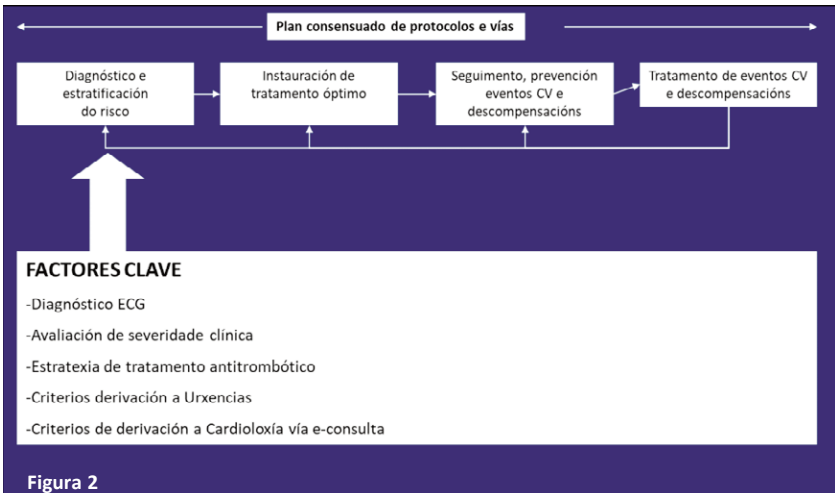 Plan consensuado de protocolos e vías
Diagnóstico e
estratificación
do risco
Instauración de
tratamento óptimo
Seguimento, prevención
eventos CV e
descompensacións
Tratamento de eventos CV
e descompensacións
FACTORES CLAVE
-Diagnóstico ECG
-Avaliación de severidade clínica
-Estratexia de tratamento antitrombótico
-Criterios derivación a Urxencias
-Criterios de derivación a Cardioloxía vía e-consulta
Figura 2